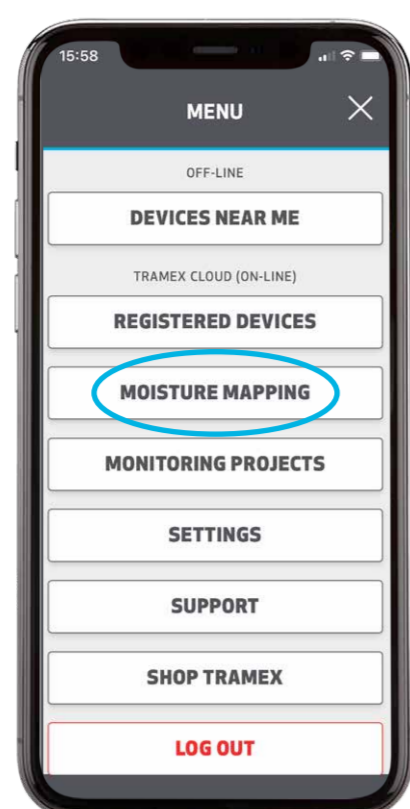 15:58
MENU
OFF-LINE
DEVICES NEAR ME
TRAMEX CLOUD (ON-LINE)
REGISTERED DEVICES
MOISTURE MAPPING
MONITORING PROJECTS
SETTINGS
SUPPORT
SHOP TRAMEX
LOG OUT